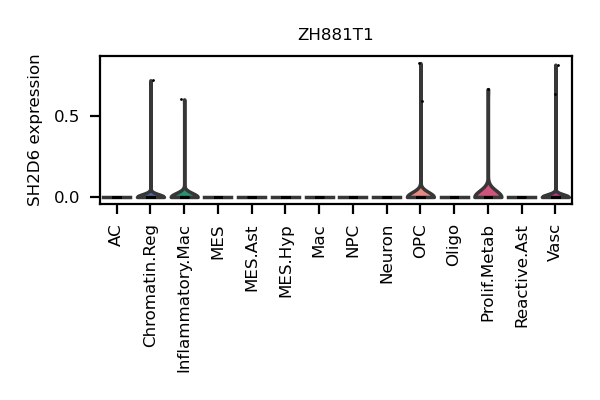 ZH881T1
SH2D6 expression
0.5
0.0
AC
Chromatin.Reg
Inflammatory.Mac
MES
MES.Ast
MES.Hyp
Mac
NPC
Neuron
OPC
Oligo
Prolif.Metab
Reactive.Ast
Vasc